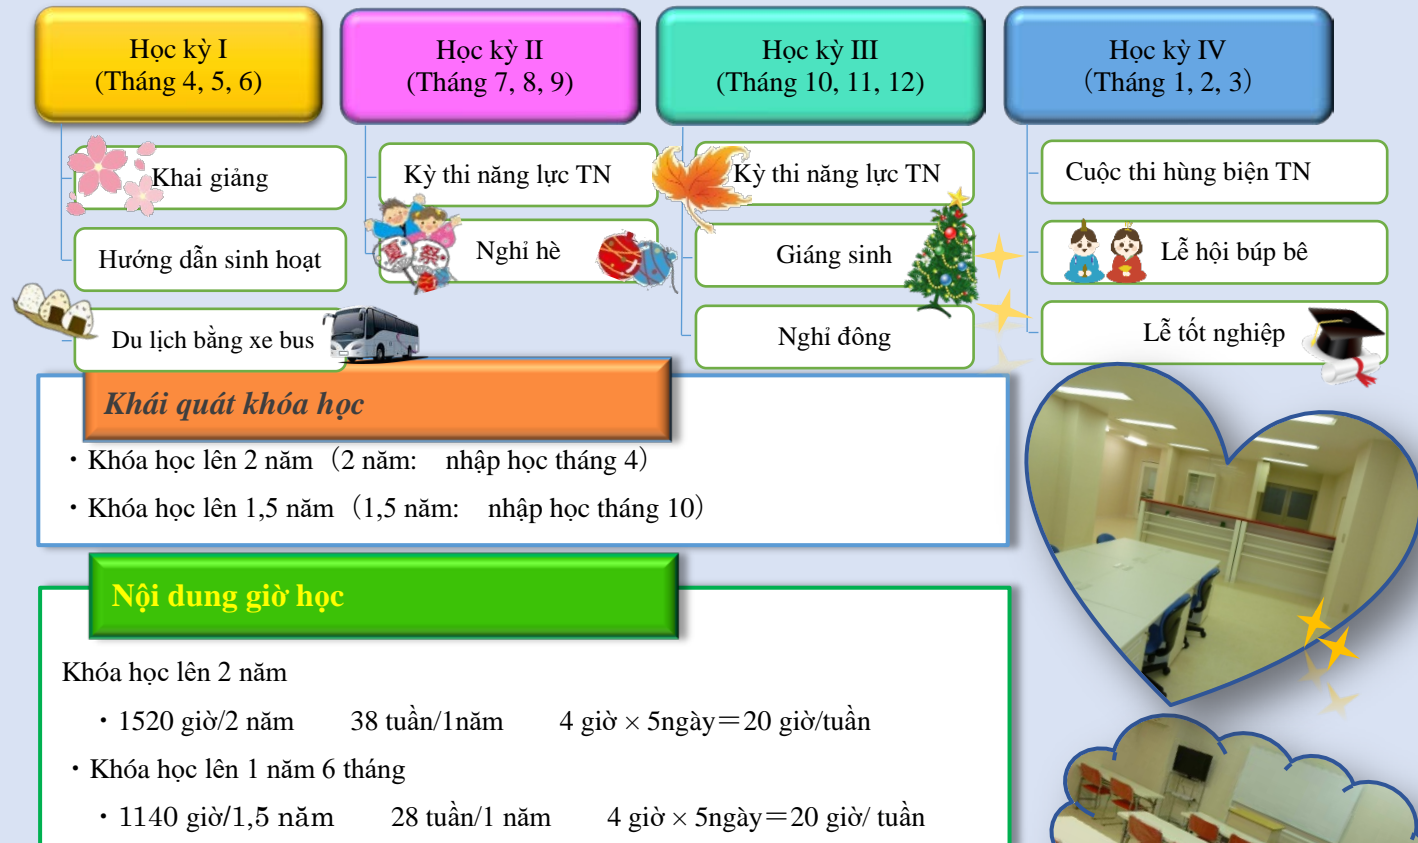 Học kỳ I
(Tháng 4, 5, 6)
Khai giảng
Hướng dẫn sinh hoạt
Du lịch bằng xe bus
Học kỳ II
(Tháng 7, 8, 9)
Kỳ thi năng lực TN
Nghỉ hè
Học kỳ III
(Tháng 10, 11, 12)
Kỳ thi năng lực TN
Giáng sinh
Nghỉ đông
Học kỳ IV
（Tháng 1, 2, 3）
Cuộc thi hùng biện TN
Lễ hội búp bê
Lễ tốt nghiệp
Khái quát khóa học
・Khóa học lên 2 năm（2 năm: nhập học tháng 4）
・Khóa học lên 1,5 năm（1,5 năm: nhập học tháng 10）
Nội dung giờ học
Khóa học lên 2 năm
・1520 giờ/2 năm 38 tuần/1năm 4 giờ × 5ngày＝20 giờ/tuần
・Khóa học lên 1 năm 6 tháng
・1140 giờ/1,5 năm 28 tuần/1 năm 4 giờ × 5ngày＝20 giờ/ tuần